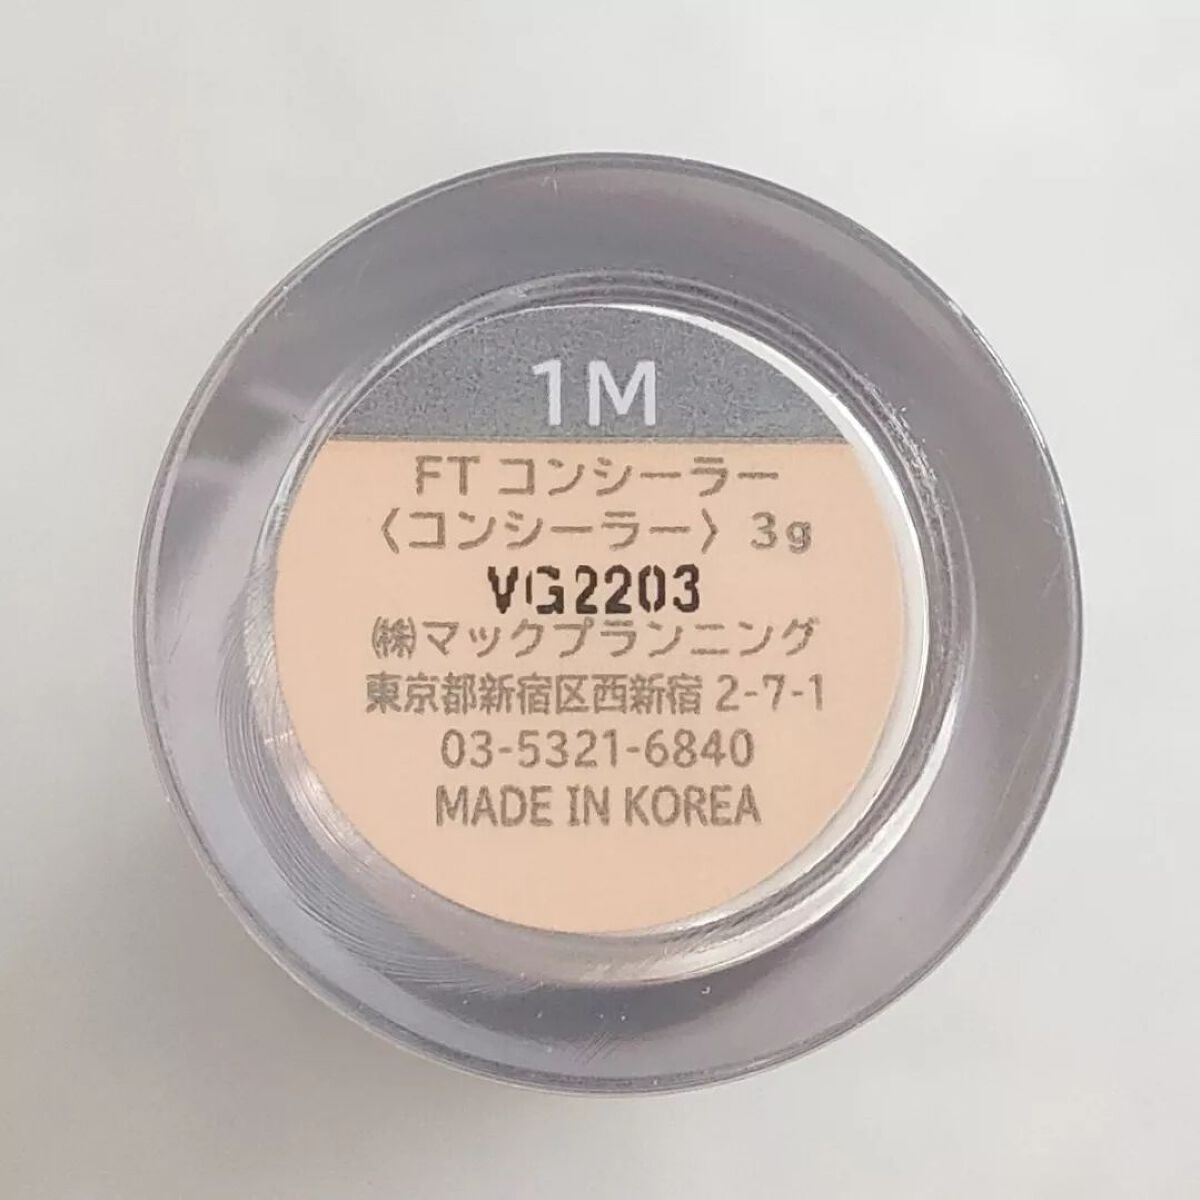 1M
FT コンシーラー
〈コンシーラー〉 3g
VG2203
㈱マックプランニング
東京都新宿区西新宿 2-7-1
03-5321-6840
MADE IN KOREA